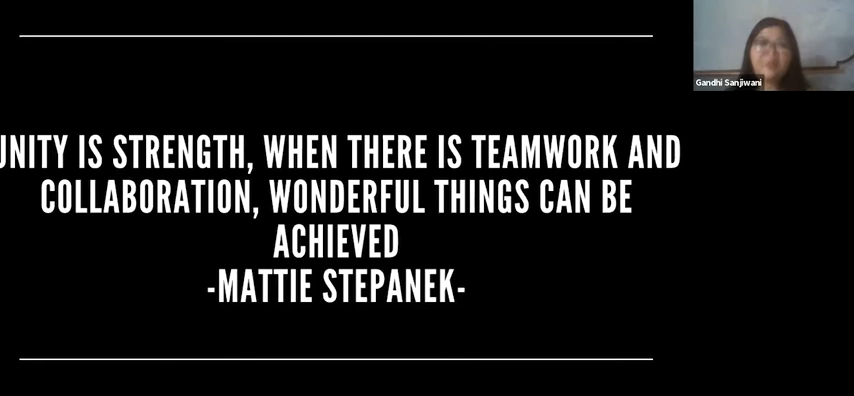 UNITY IS STRENGTH, WHEN THERE IS TEAMWORK AND
COLLABORATION, WONDERFUL THINGS CAN BE
ACHIEVED
-MATTIE STEPANEK-
Gandhi Sanjiwani